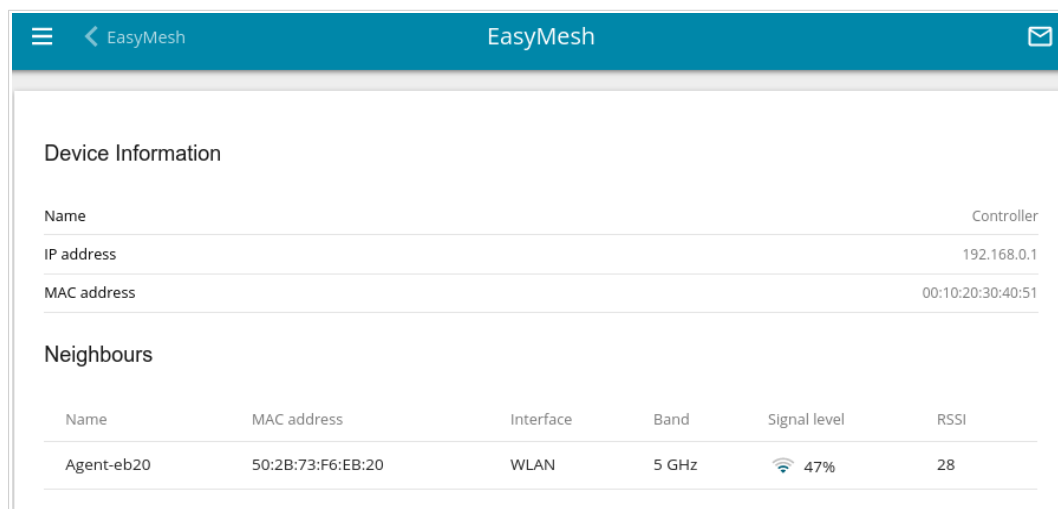 EasyMesh EasyMesh
Device Information
Name Controller
IP address 192.168.0.1
MAC address 00:10:20:30:40:51
Neighbours
Name MAC address Interface Band Signal level RSSI
Agent-eb20 50:2B:73:F6:EB:20 WLAN 5 GHz 47% 28